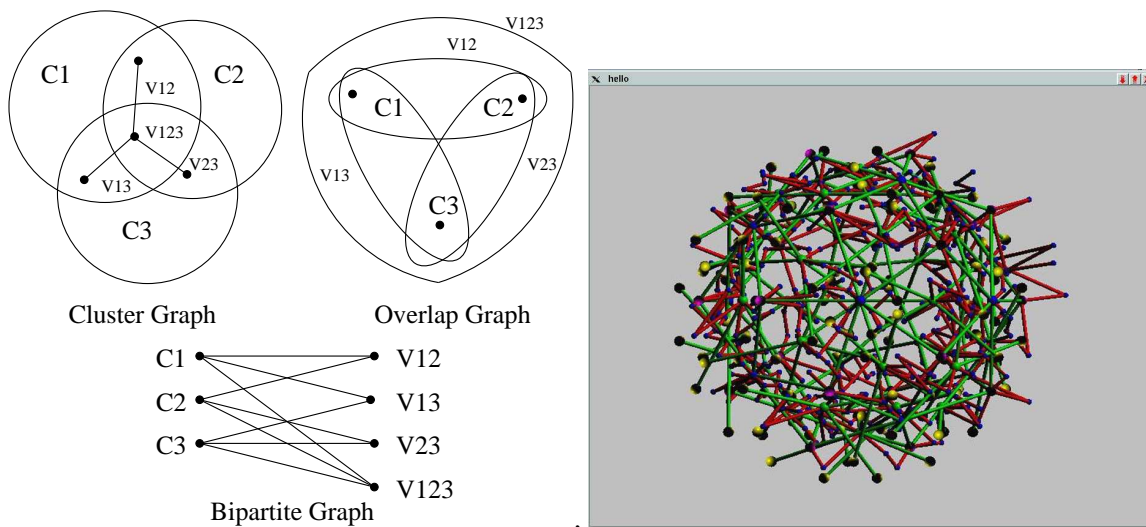 C1
C2
V12
V123
V13
V23
C3
Cluster Graph
V123
V12
C1
C2
V13
V23
C3
Overlap Graph
C1
C2
C3
V12
V13
V23
V123
Bipartite Graph
.
X hello